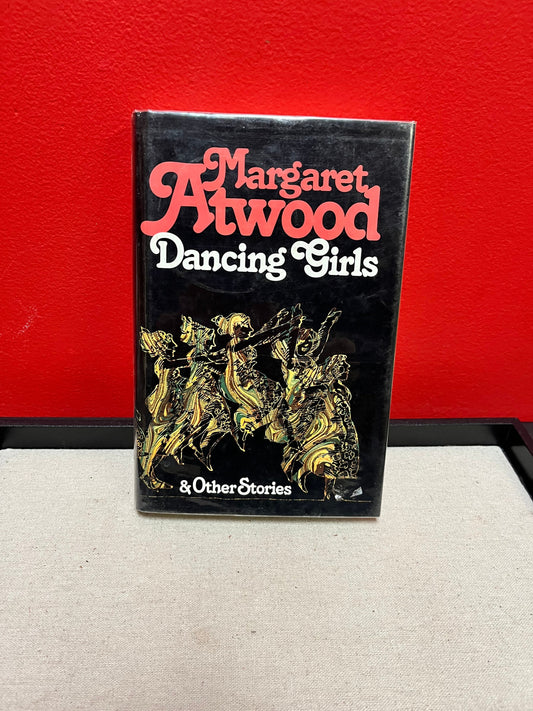 Margaret
Atwood
Dancing Girls
& Other Stories